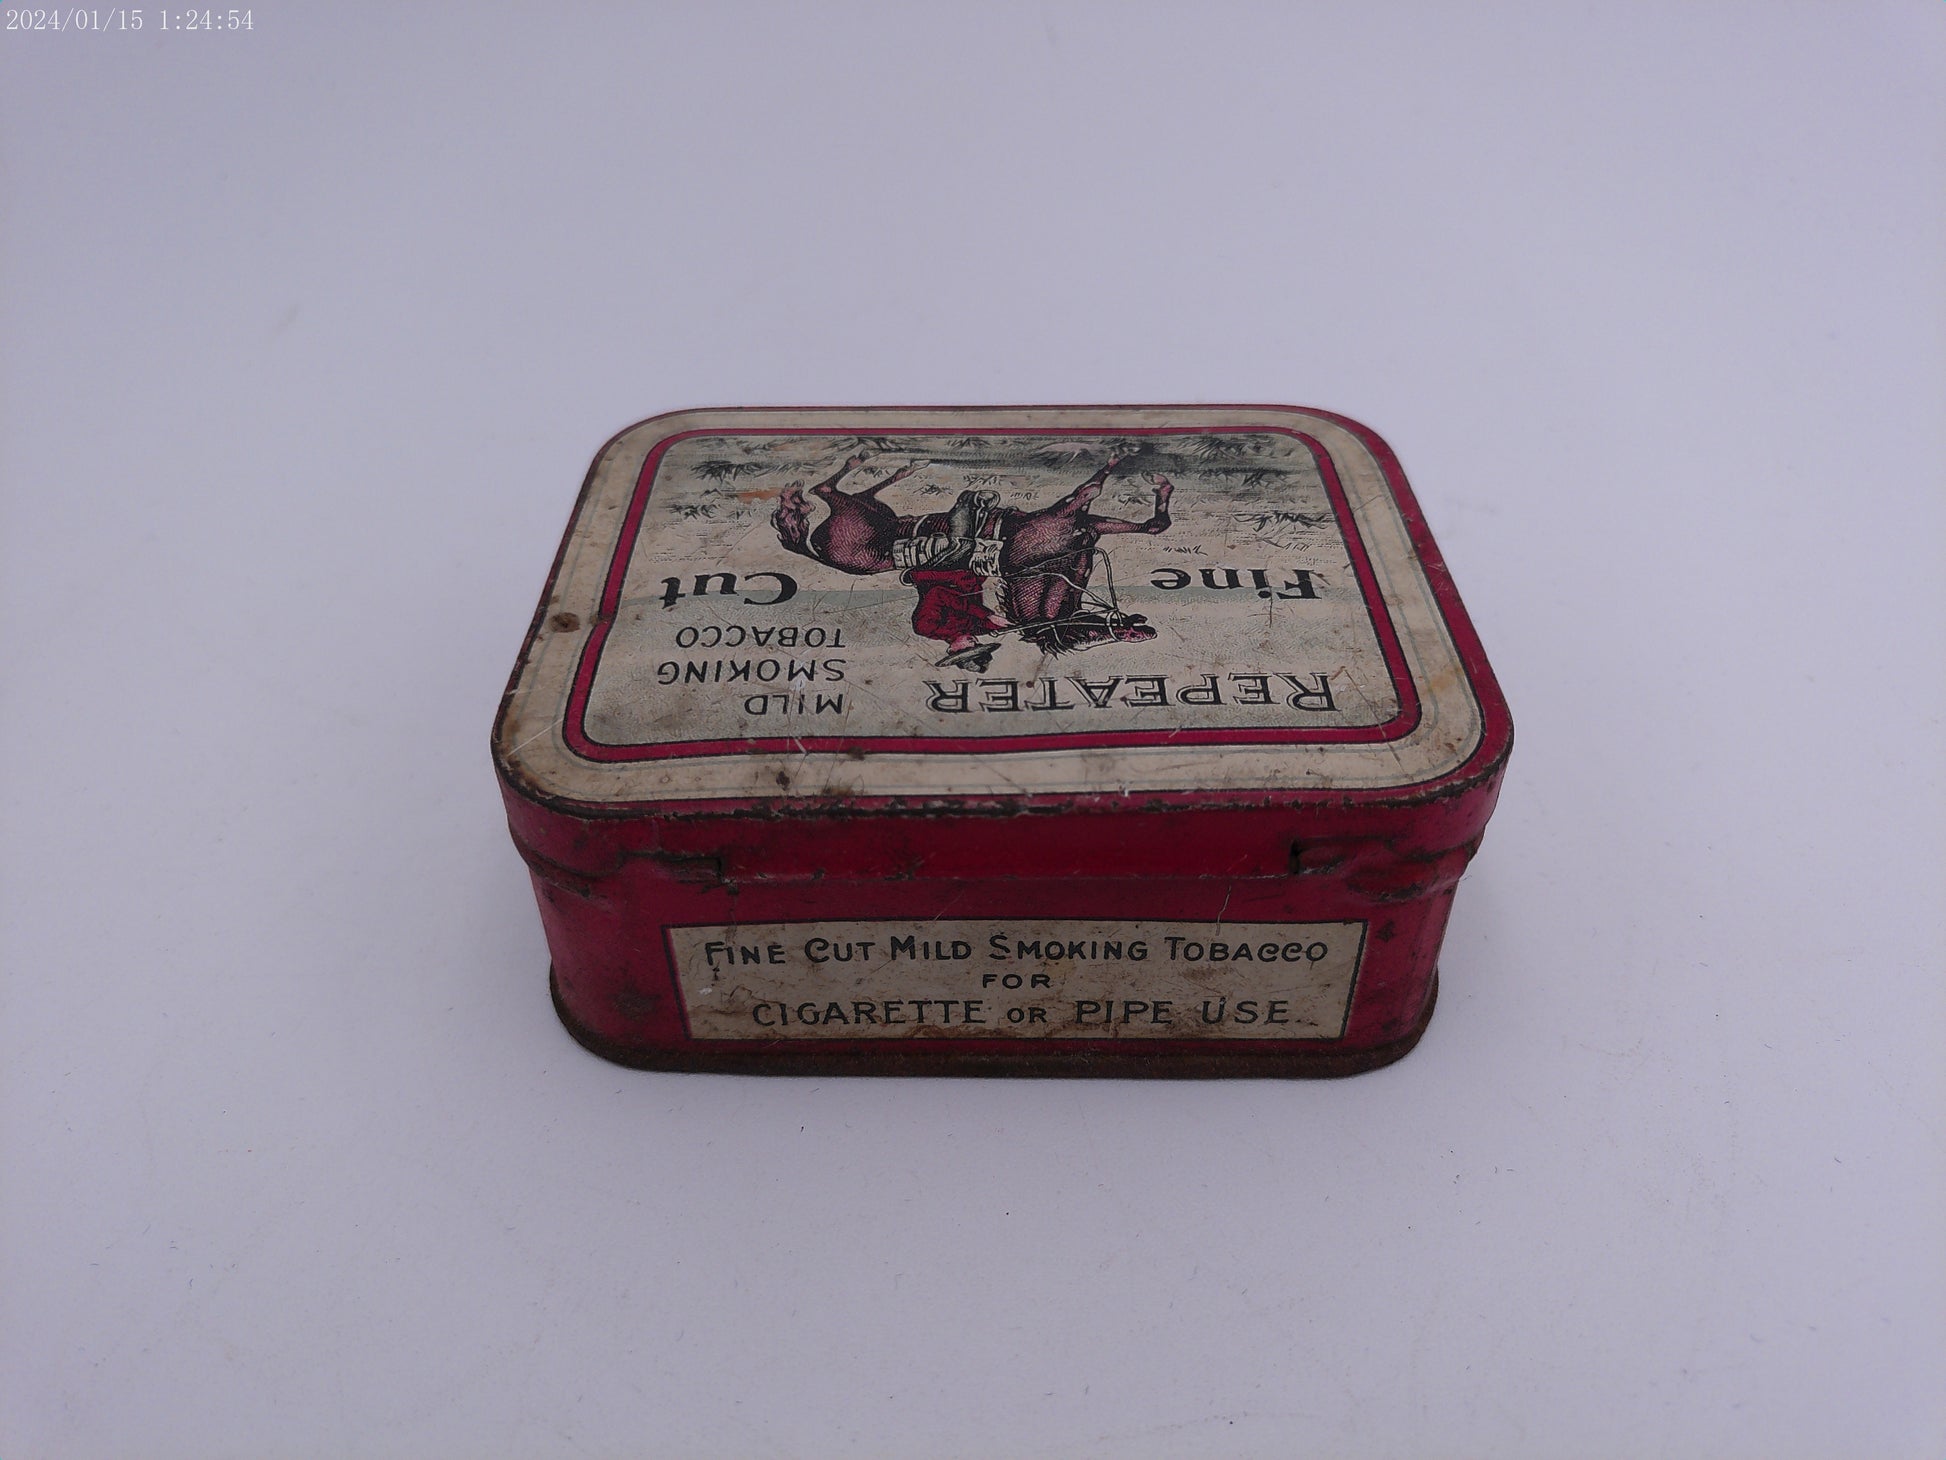 2024/01/15 1:24:54
REPEATER
MILD
SMOKING
TOBACCO
Fine Cut
FINE CUT MILD SMOKING TOBACCO
FOR
CIGARETTE OR PIPE USE